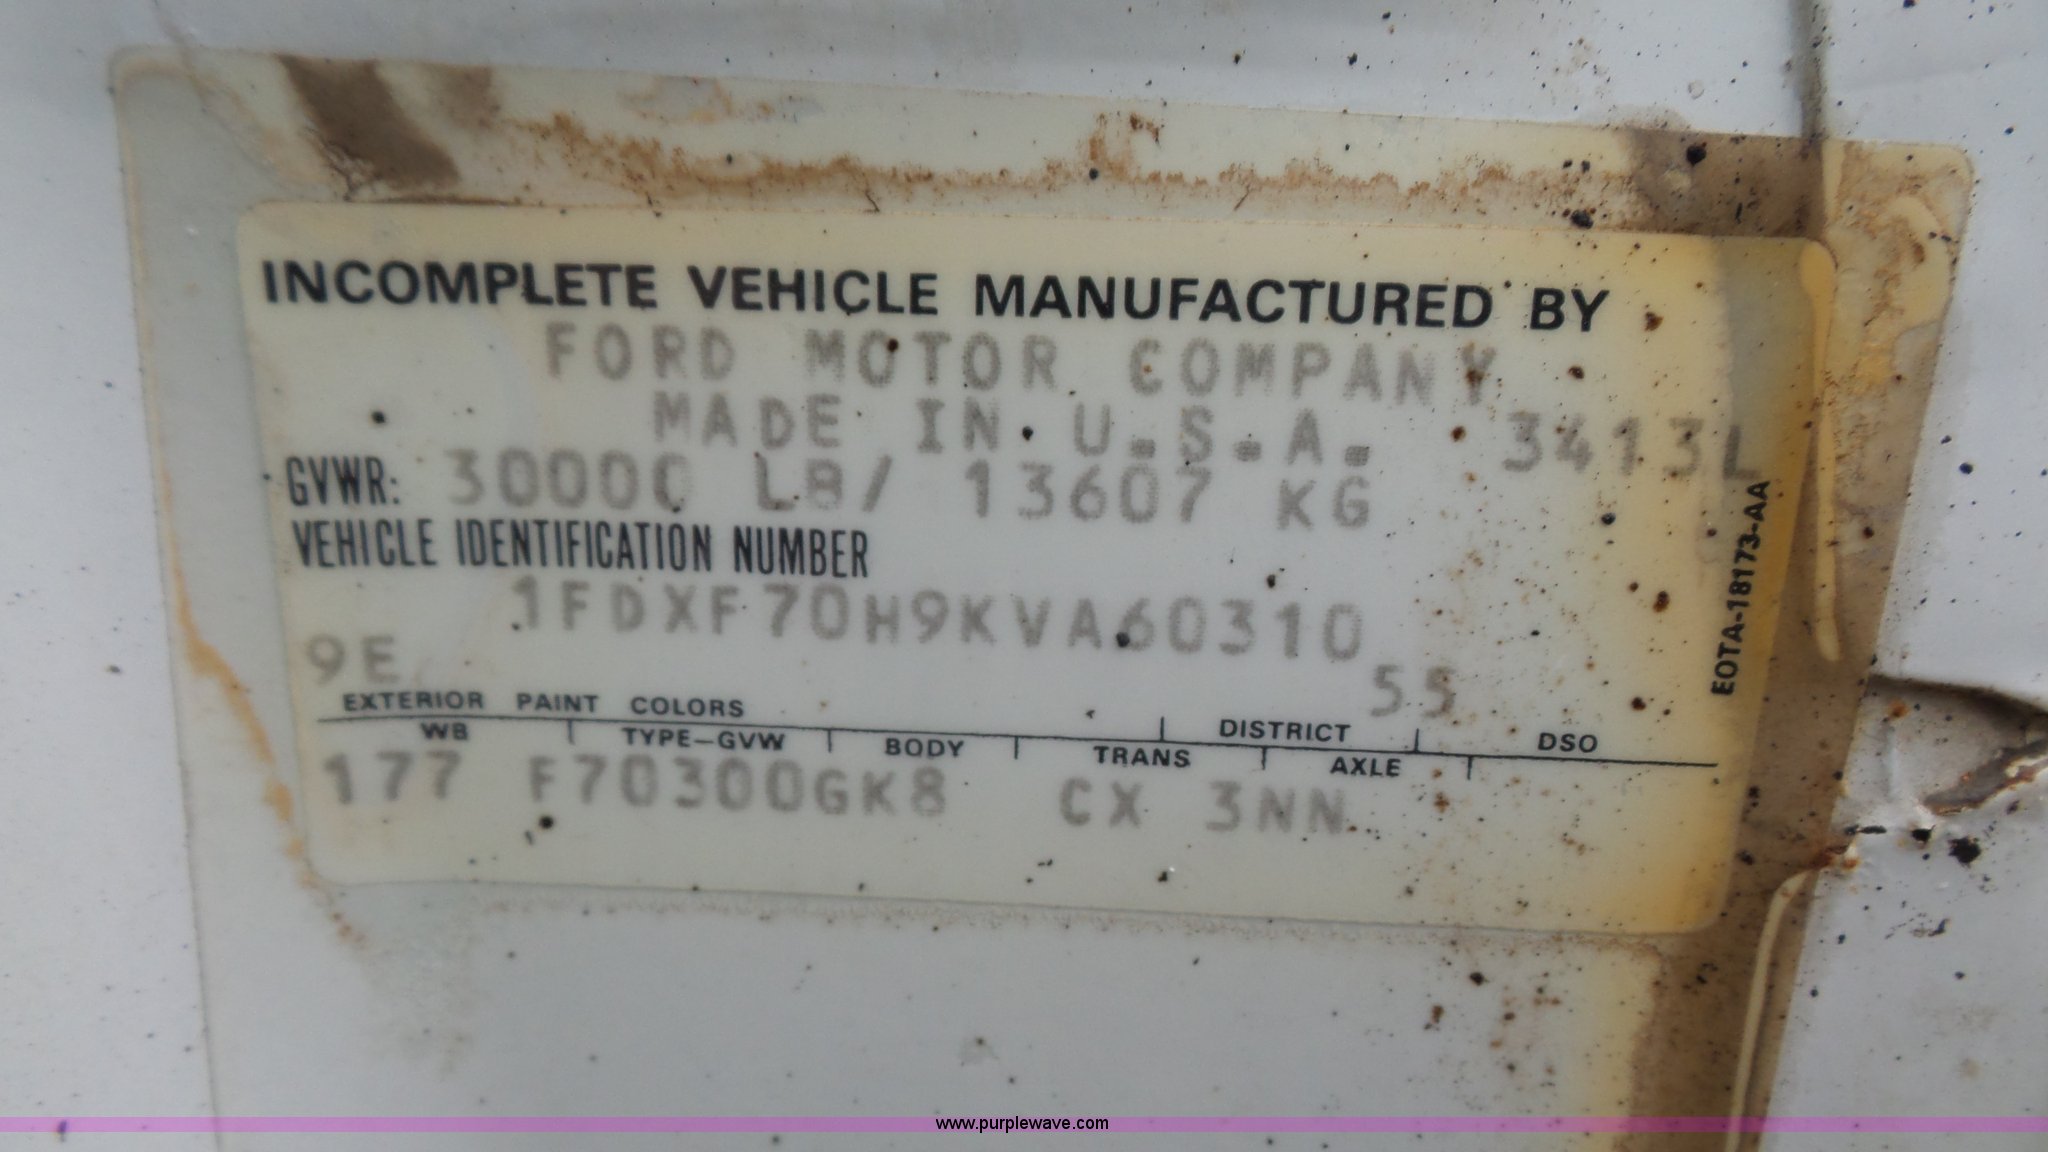 INCOMPLETE VEHICLE MANUFACTURED BY
FORD MOTOR COMPANY
MADE IN U.S.A. 3413L
GVWR: 30000 LB/ 13607 KG
VEHICLE IDENTIFICATION NUMBER
1FDXF70H9KVA60310
9E 55
EXTERIOR PAINT COLORS DISTRICT DSO
WB TYPE-GVW BODY TRANS AXLE
177 F70300GK8 CX 3NN
EOTA-18173-AA
www.purplewave.com